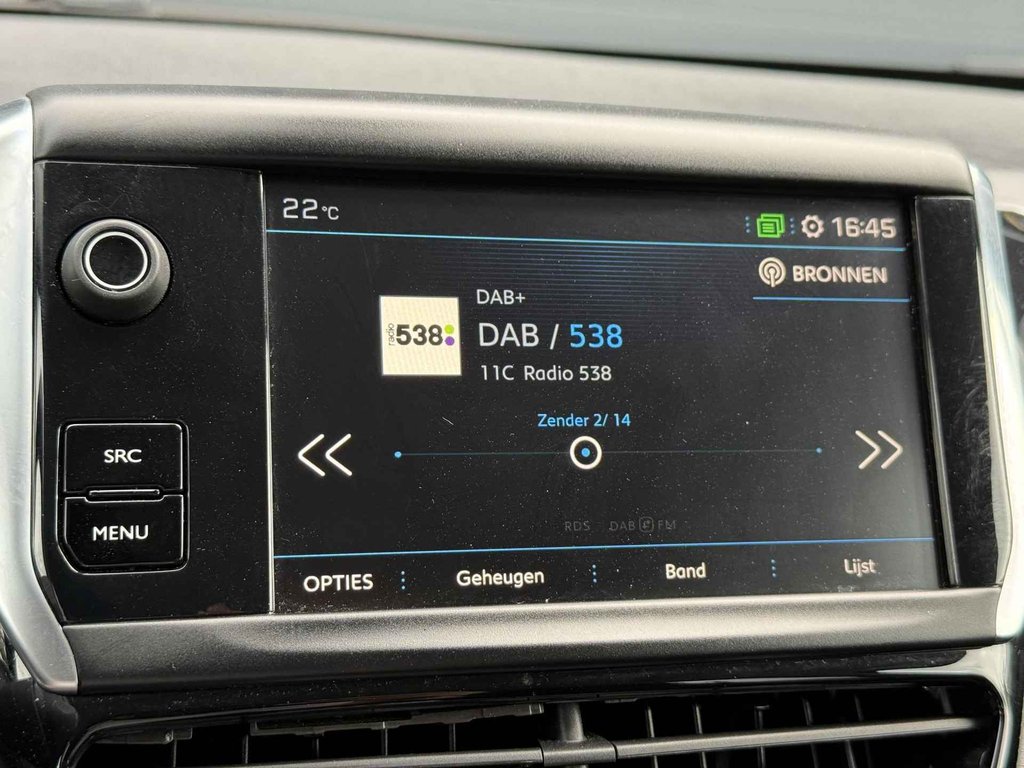 22°C
16:45
BRONNEN
DAB+
radio 538
DAB / 538
11C Radio 538
Zender 2/ 14
SRC
MENU
RDS DAB FM
OPTIES Geheugen Band Lijst